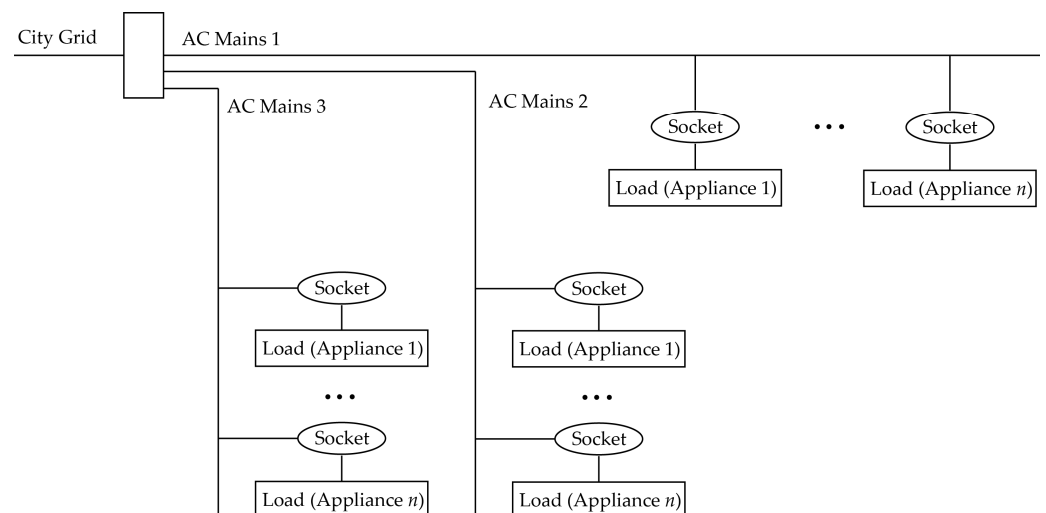 City Grid
AC Mains 1
AC Mains 3
AC Mains 2
Socket
Socket
Load (Appliance 1)
Load (Appliance n)
Socket
Socket
Load (Appliance 1)
Load (Appliance 1)
Socket
Socket
Load (Appliance n)
Load (Appliance n)